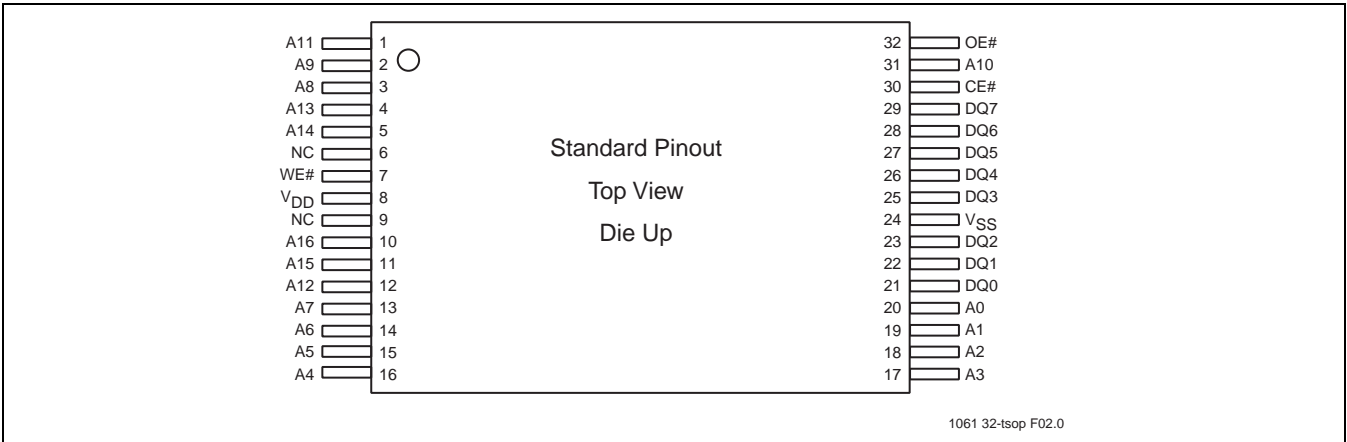 A11 1 32 OE#
A9 2 31 A10
A8 3 30 CE#
A13 4 29 DQ7
A14 5 28 DQ6
NC 6 27 DQ5
WE# 7 26 DQ4
VDD 8 25 DQ3
NC 9 24 VSS
A16 10 23 DQ2
A15 11 22 DQ1
A12 12 21 DQ0
A7 13 20 A0
A6 14 19 A1
A5 15 18 A2
A4 16 17 A3
Standard Pinout
Top View
Die Up
1061 32-tsop F02.0